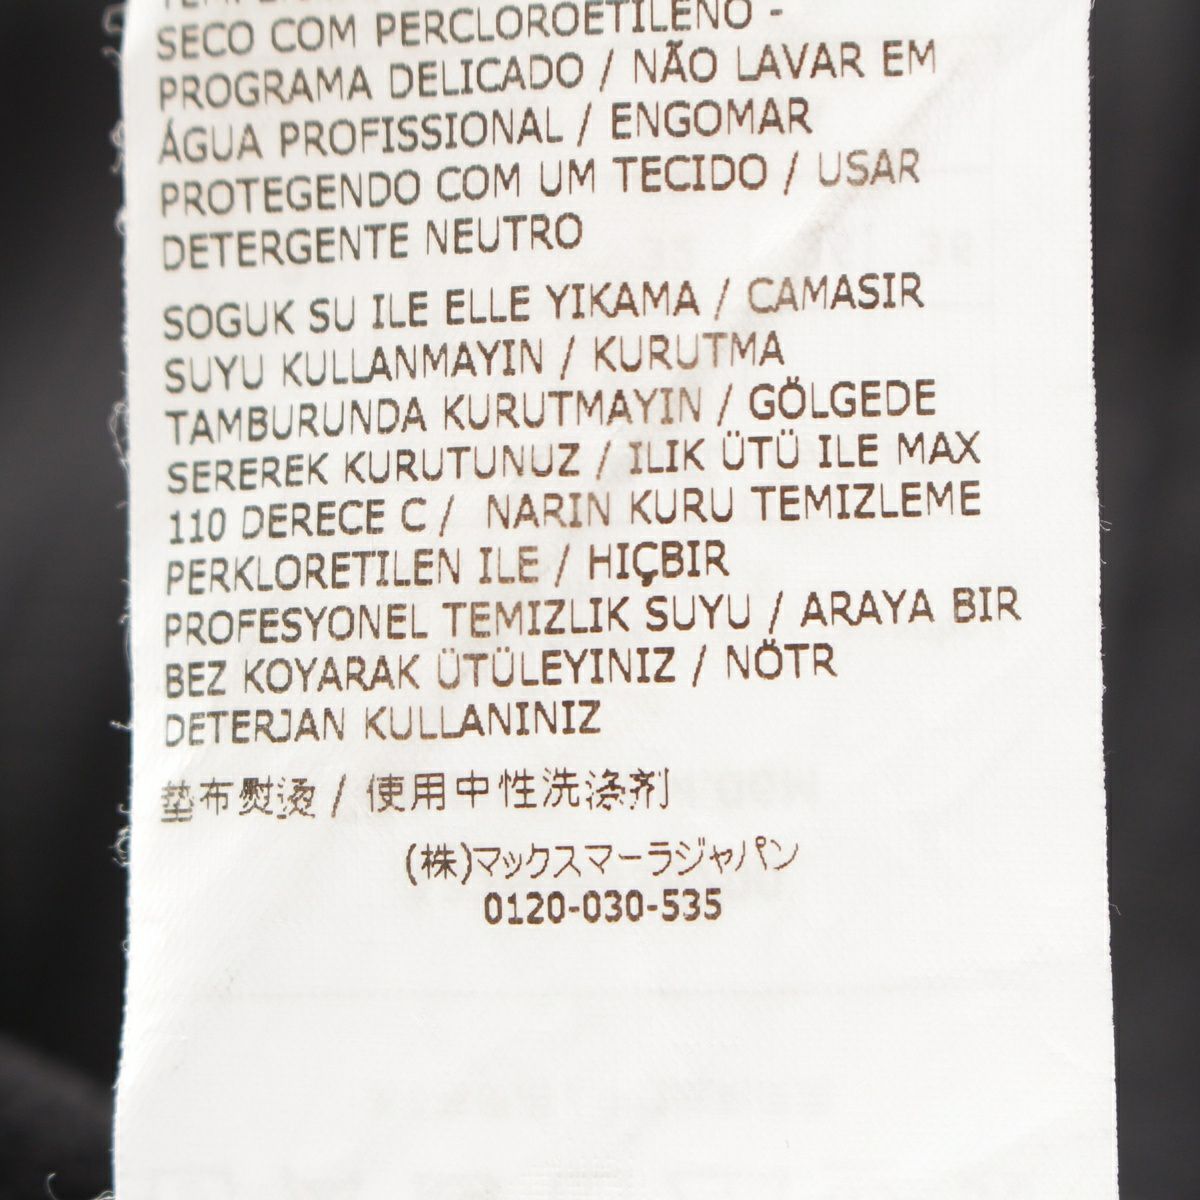 SECO COM PERCLOROETILENO -
PROGRAMA DELICADO / NÃO LAVAR EM
ÁGUA PROFISSIONAL / ENGOMAR
PROTEGENDO COM UM TECIDO / USAR
DETERGENTE NEUTRO
SOGUK SU ILE ELLE YIKAMA / CAMASIR
SUYU KULLANMAYIN / KURUTMA
TAMBURUNDA KURUTMAYIN / GÖLGEDE
SEREREK KURUTUNUZ / ILIK ÜTÜ ILE MAX
110 DERECE C / NARIN KURU TEMIZLEME
PERKLORETILEN ILE / HIÇBIR
PROFESYONEL TEMIZLIK SUYU / ARAYA BIR
BEZ KOYARAK ÜTÜLEYINIZ / NÖTR
DETERJAN KULLANINIZ
垫布熨烫 / 使用中性洗涤剂
(株)マックスマーラジャパン
0120-030-535